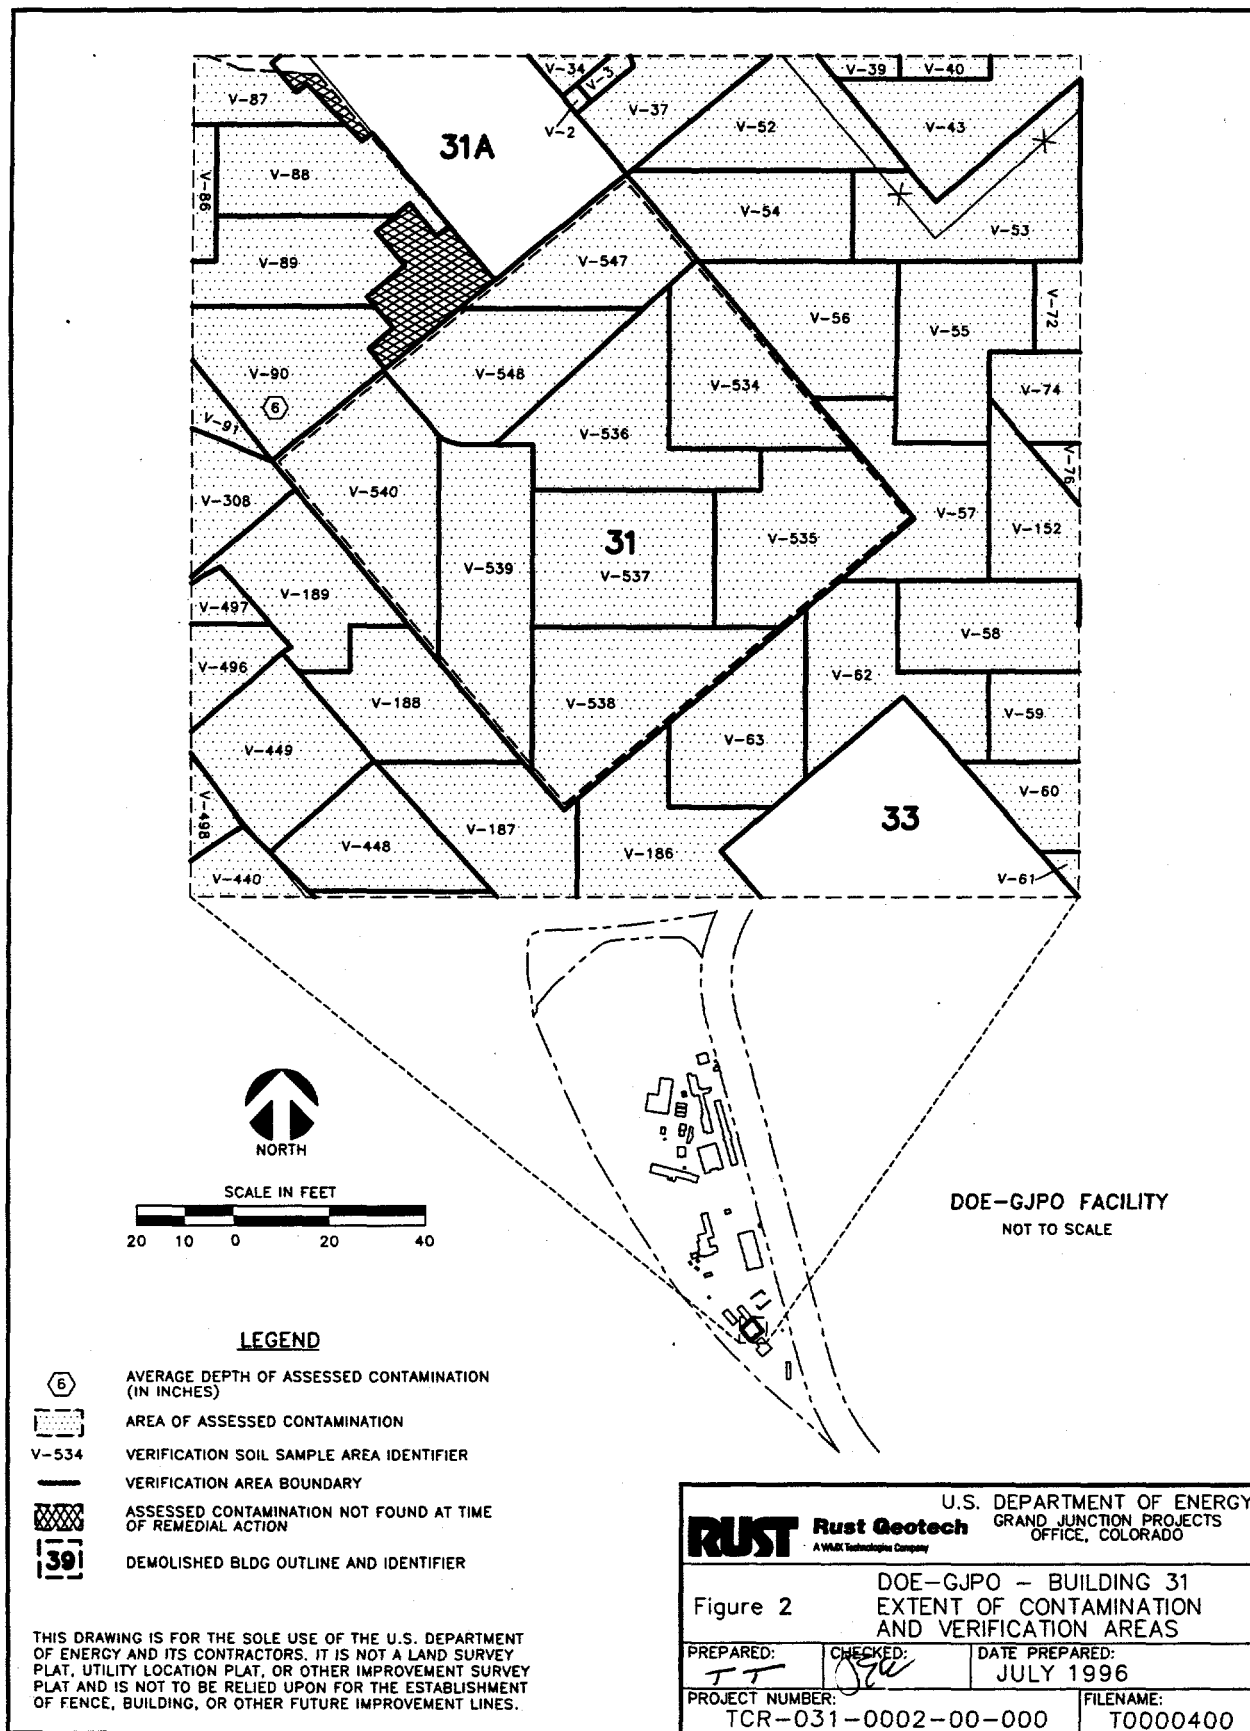 V-34
V-3
V-39
V-40
V-87
V-2
V-37
V-52
V-43
31A
V-86
V-88
V-54
V-53
V-89
V-547
V-56
V-55
V-72
V-90
V-548
V-534
V-74
6
V-91
V-536
V-76
V-308
V-540
V-57
V-152
31
V-535
V-539
V-537
V-189
V-497
V-58
V-496
V-62
V-188
V-538
V-59
V-449
V-63
V-60
V-498
V-187
33
V-448
V-186
V-440
V-61
NORTH
SCALE IN FEET
20 10 0 20 40
DOE-GJPO FACILITY
NOT TO SCALE
LEGEND
6 AVERAGE DEPTH OF ASSESSED CONTAMINATION
(IN INCHES)
AREA OF ASSESSED CONTAMINATION
V-534 VERIFICATION SOIL SAMPLE AREA IDENTIFIER
VERIFICATION AREA BOUNDARY
ASSESSED CONTAMINATION NOT FOUND AT TIME
OF REMEDIAL ACTION
39 DEMOLISHED BLDG OUTLINE AND IDENTIFIER
THIS DRAWING IS FOR THE SOLE USE OF THE U.S. DEPARTMENT
OF ENERGY AND ITS CONTRACTORS. IT IS NOT A LAND SURVEY
PLAT, UTILITY LOCATION PLAT, OR OTHER IMPROVEMENT SURVEY
PLAT AND IS NOT TO BE RELIED UPON FOR THE ESTABLISHMENT
OF FENCE, BUILDING, OR OTHER FUTURE IMPROVEMENT LINES.
RUST Rust Geotech
A WMX Technologies Company
U.S. DEPARTMENT OF ENERGY
GRAND JUNCTION PROJECTS
OFFICE, COLORADO
Figure 2
DOE-GJPO - BUILDING 31
EXTENT OF CONTAMINATION
AND VERIFICATION AREAS
PREPARED:
TT
CHECKED:
DATE PREPARED:
JULY 1996
PROJECT NUMBER:
TCR-031-0002-00-000
FILENAME:
T0000400